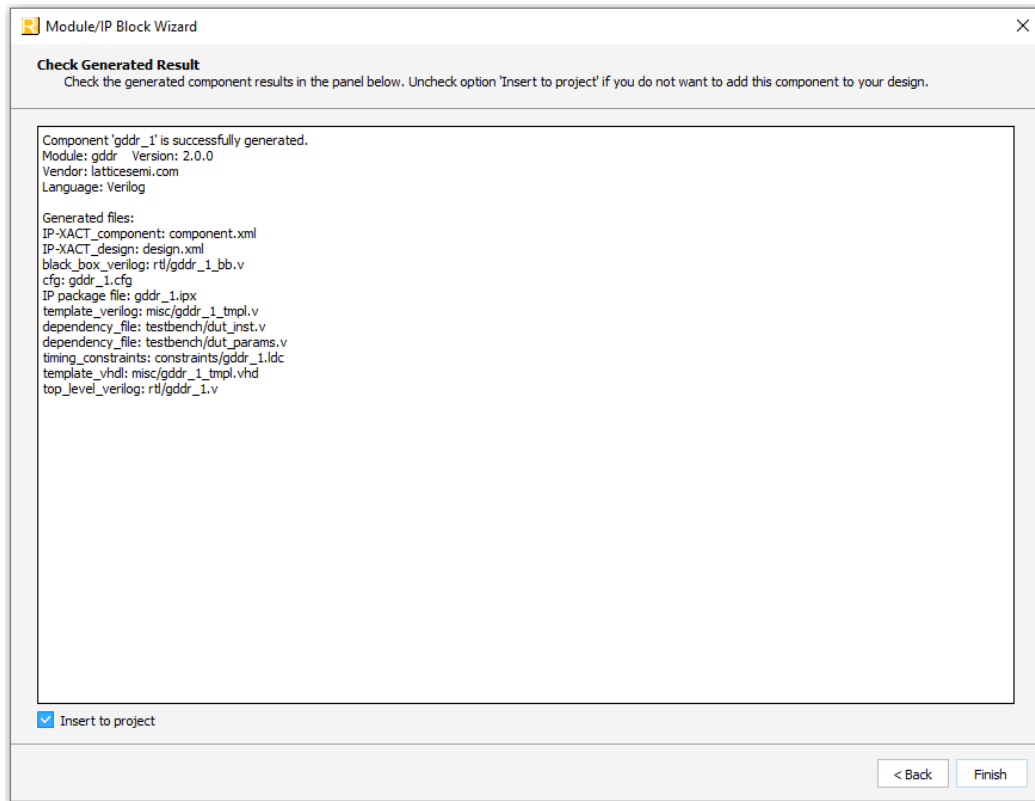 Module/IP Block Wizard
Check Generated Result
Check the generated component results in the panel below. Uncheck option 'Insert to project' if you do not want to add this component to your design.
Component 'gddr_1' is successfully generated.
Module: gddr    Version: 2.0.0
Vendor: latticesemi.com
Language: Verilog
Generated files:
IP-XACT_component: component.xml
IP-XACT_design: design.xml
black_box_verilog: rtl/gddr_1_bb.v
cfg: gddr_1.cfg
IP package file: gddr_1.ipx
template_verilog: misc/gddr_1_tmpl.v
dependency_file: testbench/dut_inst.v
dependency_file: testbench/dut_params.v
timing_constraints: constraints/gddr_1.ldc
template_vhdl: misc/gddr_1_tmpl.vhd
top_level_verilog: rtl/gddr_1.v
Insert to project
< Back
Finish